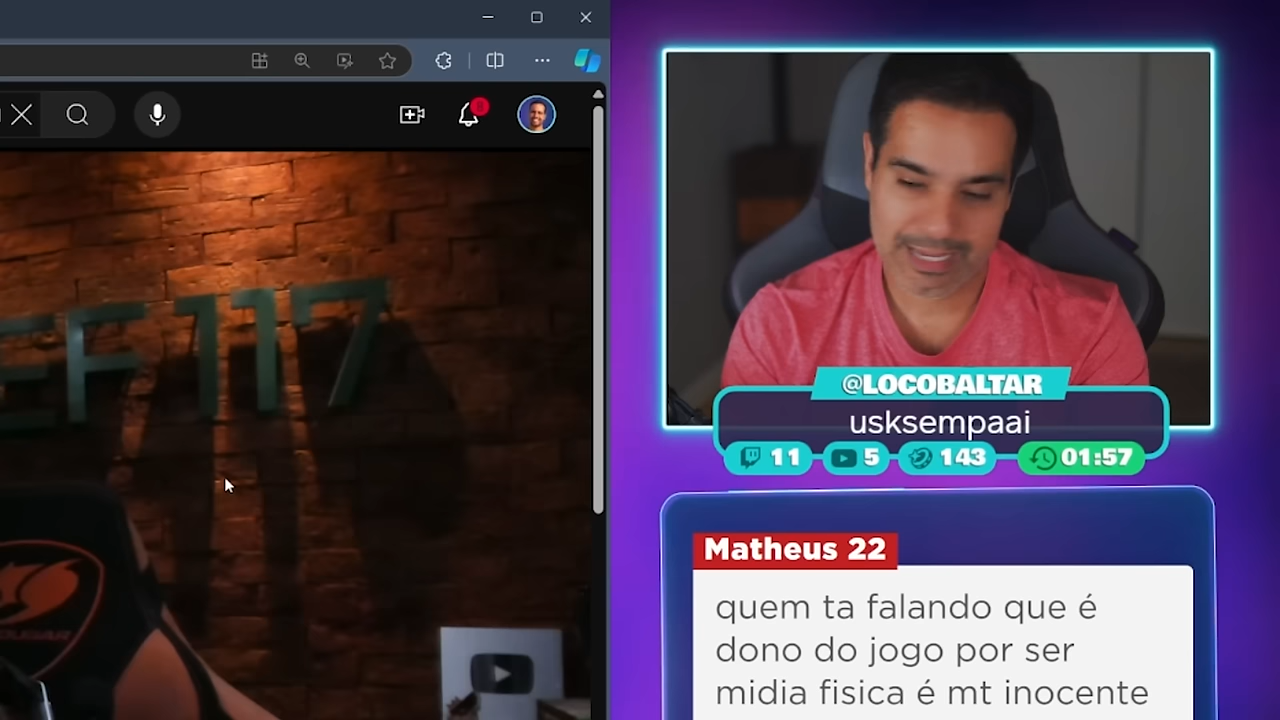 EF117
@LOCOBALTAR
usksempaai
11
5
143
01:57
Matheus 22
quem ta falando que é
dono do jogo por ser
midia fisica é mt inocente